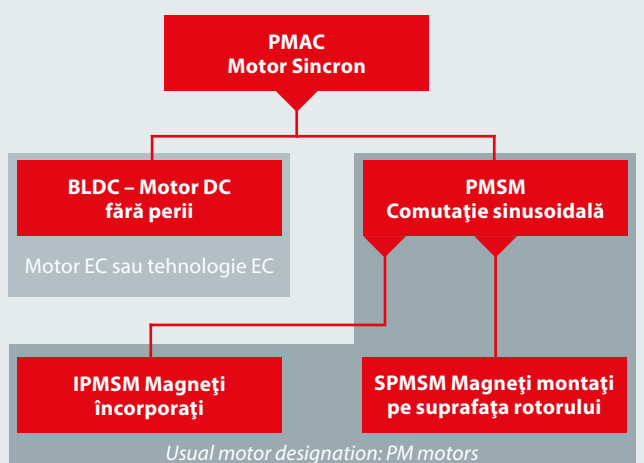 PMAC
Motor Sincron
BLDC – Motor DC
fără perii
Motor EC sau tehnologie EC
PMSM
Comutaţie sinusoidală
IPMSM Magneţi
încorporaţi
SPMSM Magneţi montaţi
pe suprafaţa rotorului
Usual motor designation: PM motors